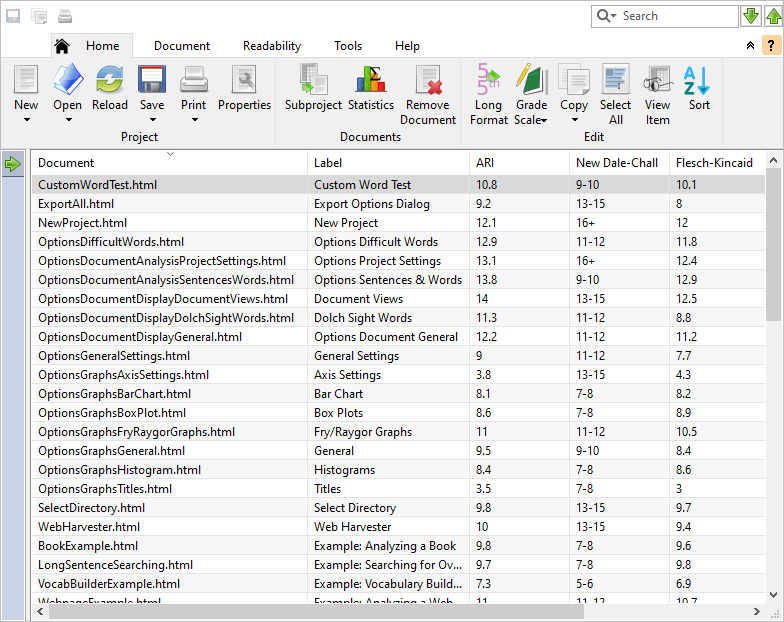 Search
Home Document Readability Tools Help
?
New Open Reload Save Print Properties Subproject Statistics Remove Document 5th Long Format Grade Scale Copy Select All View Item A Z Sort
Project Documents Edit
Document Label ARI New Dale-Chall Flesch-Kincaid
CustomWordTest.html Custom Word Test 10.8 9-10 10.1
ExportAll.html Export Options Dialog 9.2 13-15 8
NewProject.html New Project 12.1 16+ 12
OptionsDifficultWords.html Options Difficult Words 12.9 11-12 11.8
OptionsDocumentAnalysisProjectSettings.html Options Project Settings 13.1 16+ 12.4
OptionsDocumentAnalysisSentencesWords.html Options Sentences & Words 13.8 9-10 12.9
OptionsDocumentDisplayDocumentViews.html Document Views 14 13-15 12.5
OptionsDocumentDisplayDolchSightWords.html Dolch Sight Words 11.3 11-12 8.8
OptionsDocumentDisplayGeneral.html Options Document General 12.2 11-12 11.2
OptionsGeneralSettings.html General Settings 9 11-12 7.7
OptionsGraphsAxisSettings.html Axis Settings 3.8 13-15 4.3
OptionsGraphsBarChart.html Bar Chart 8.1 7-8 8.2
OptionsGraphsBoxPlot.html Box Plots 8.6 7-8 8.9
OptionsGraphsFryRaygorGraphs.html Fry/Raygor Graphs 11 11-12 10.5
OptionsGraphsGeneral.html General 9.5 9-10 8.4
OptionsGraphsHistogram.html Histograms 8.4 7-8 8.6
OptionsGraphsTitles.html Titles 3.5 7-8 3
SelectDirectory.html Select Directory 9.8 13-15 9.7
WebHarvester.html Web Harvester 10 13-15 9.4
BookExample.html Example: Analyzing a Book 9.8 7-8 9.6
LongSentenceSearching.html Example: Searching for Ov... 9.7 7-8 9.8
VocabBuilderExample.html Example: Vocabulary Build... 7.3 5-6 6.9
WebpageExample.html Example: Analyzing a Web... 11 11-12 10.7